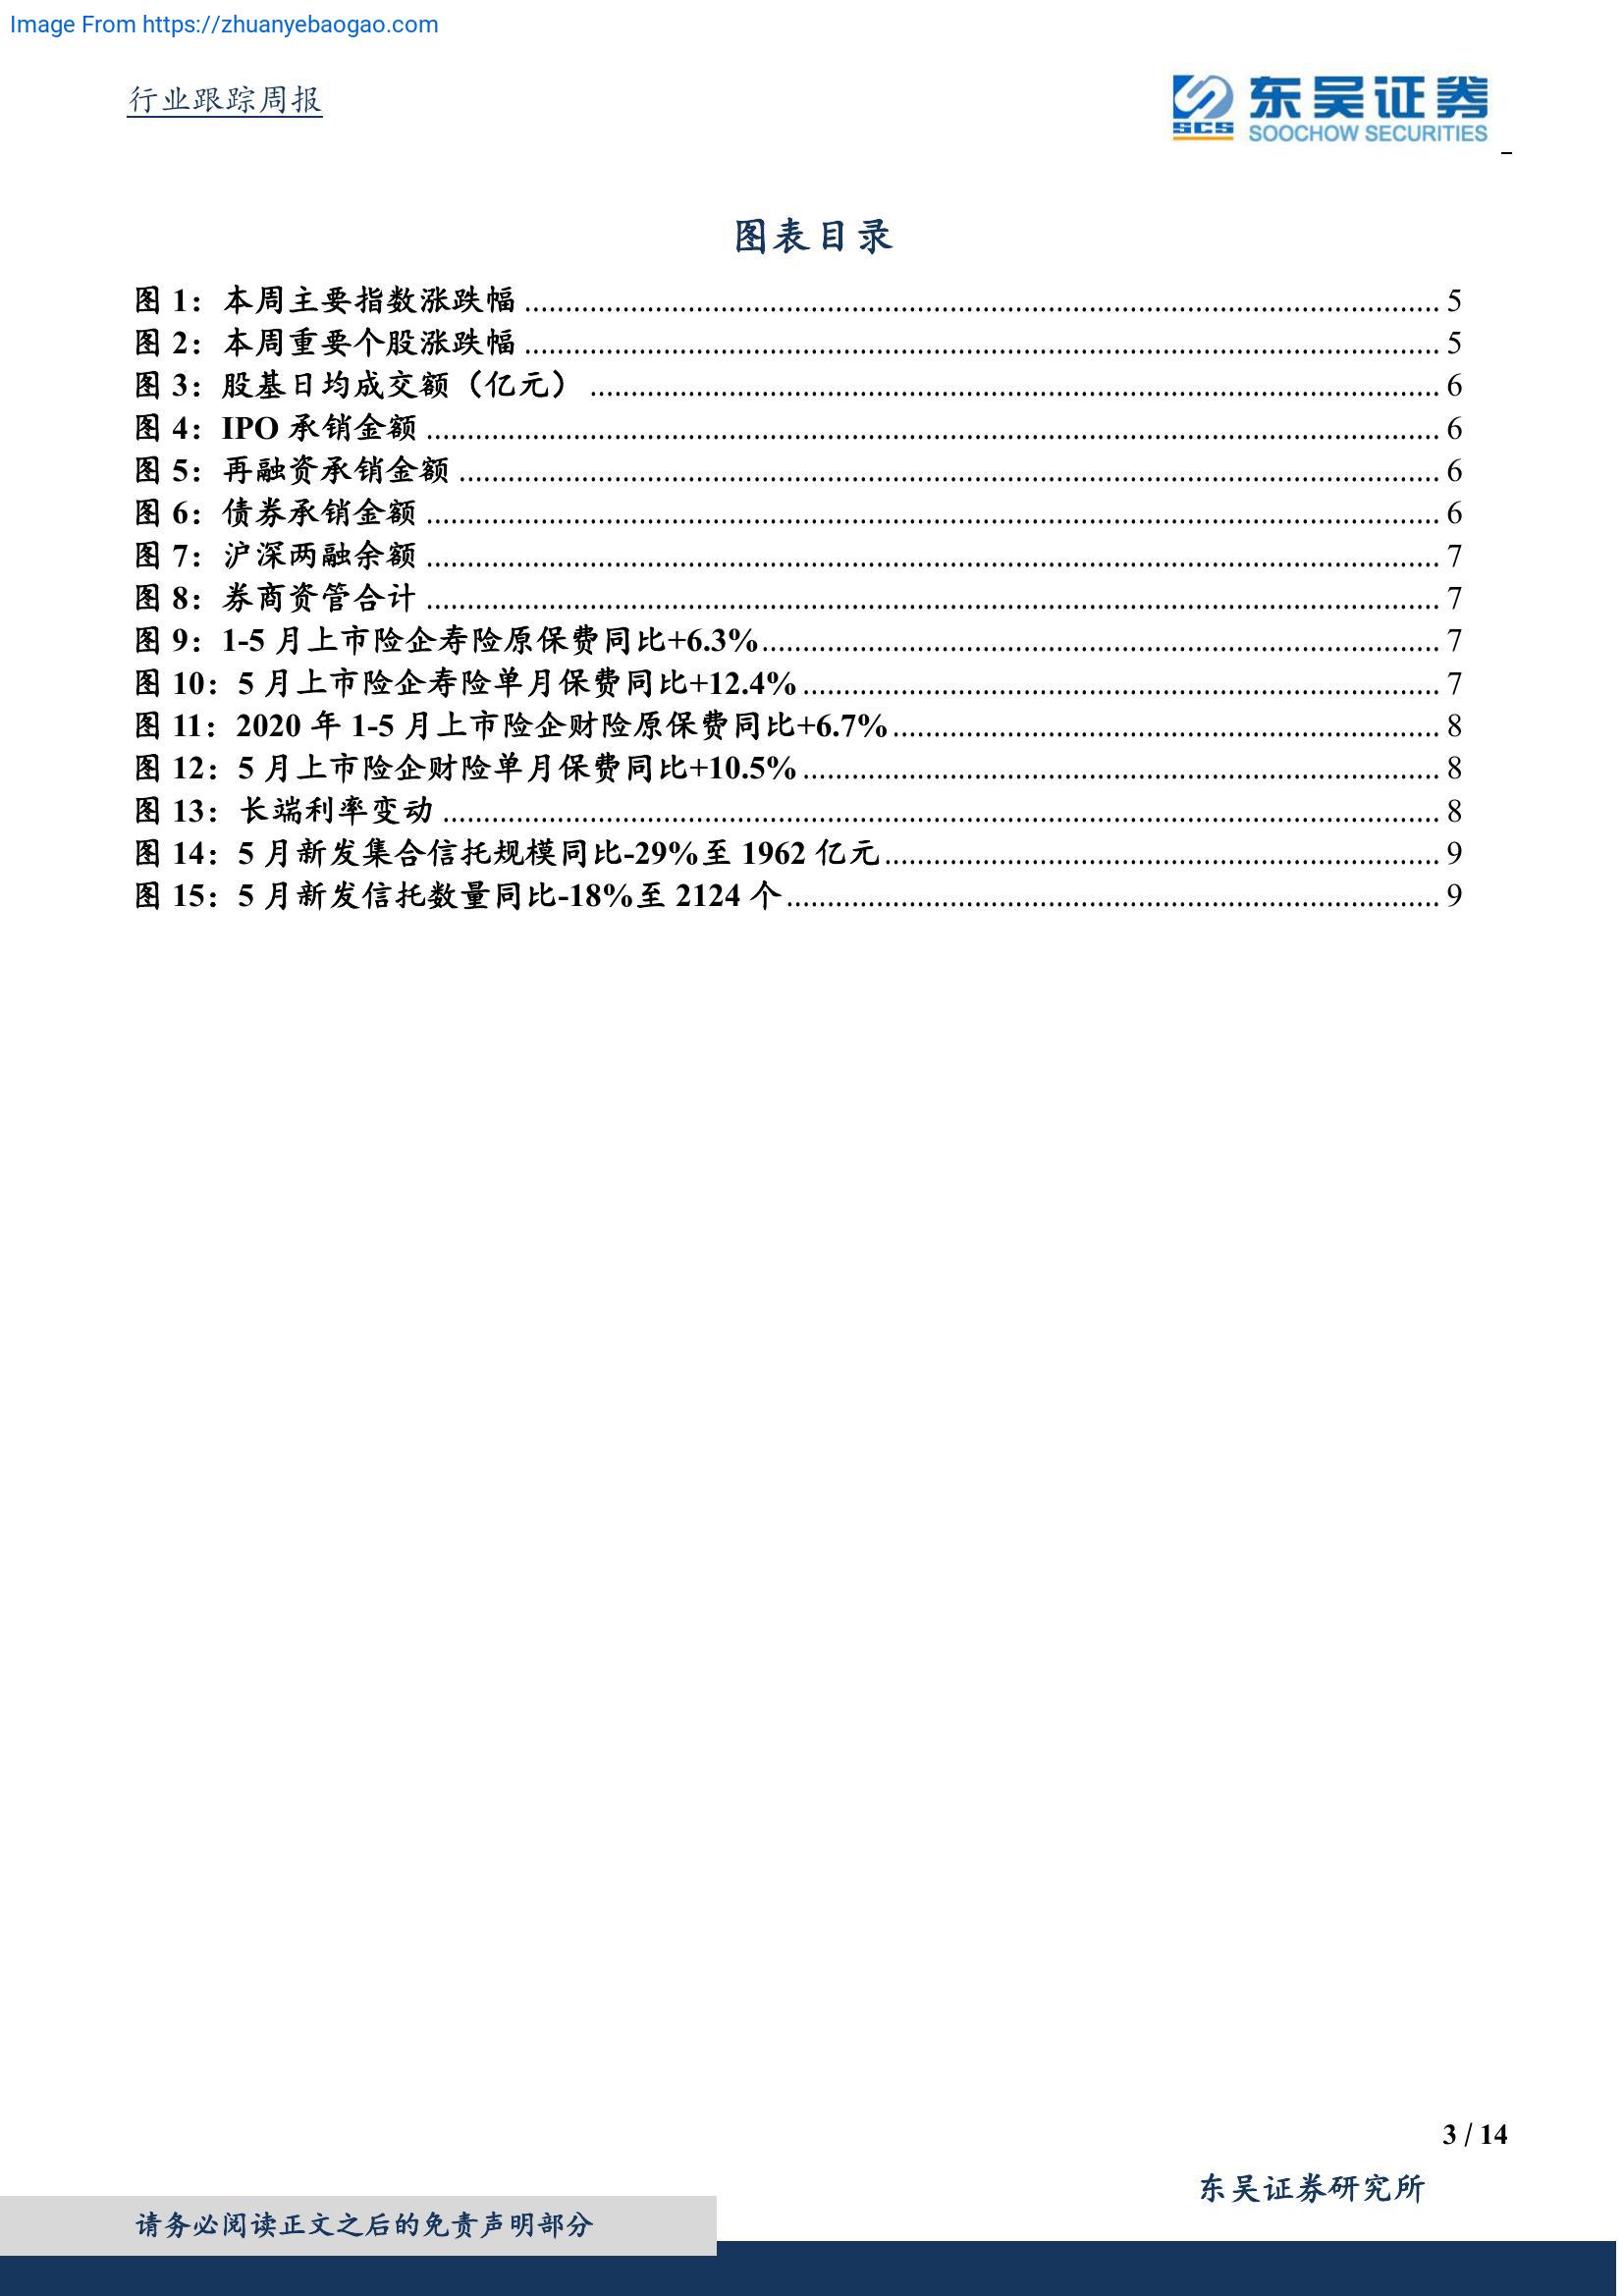 Image From https://zhuanyebaogao.com
行业跟踪周报
东吴证券
SCS
SOOCHOW SECURITIES
图表目录
图 1：本周主要指数涨跌幅 5
图 2：本周重要个股涨跌幅 5
图 3：股基日均成交额（亿元） 6
图 4：IPO 承销金额 6
图 5：再融资承销金额 6
图 6：债券承销金额 6
图 7：沪深两融余额 7
图 8：券商资管合计 7
图 9：1-5 月上市险企寿险原保费同比+6.3% 7
图 10：5 月上市险企寿险单月保费同比+12.4% 7
图 11：2020 年 1-5 月上市险企财险原保费同比+6.7% 8
图 12：5 月上市险企财险单月保费同比+10.5% 8
图 13：长端利率变动 8
图 14：5 月新发集合信托规模同比-29%至 1962 亿元 9
图 15：5 月新发信托数量同比-18%至 2124 个 9
3 / 14
东吴证券研究所
请务必阅读正文之后的免责声明部分